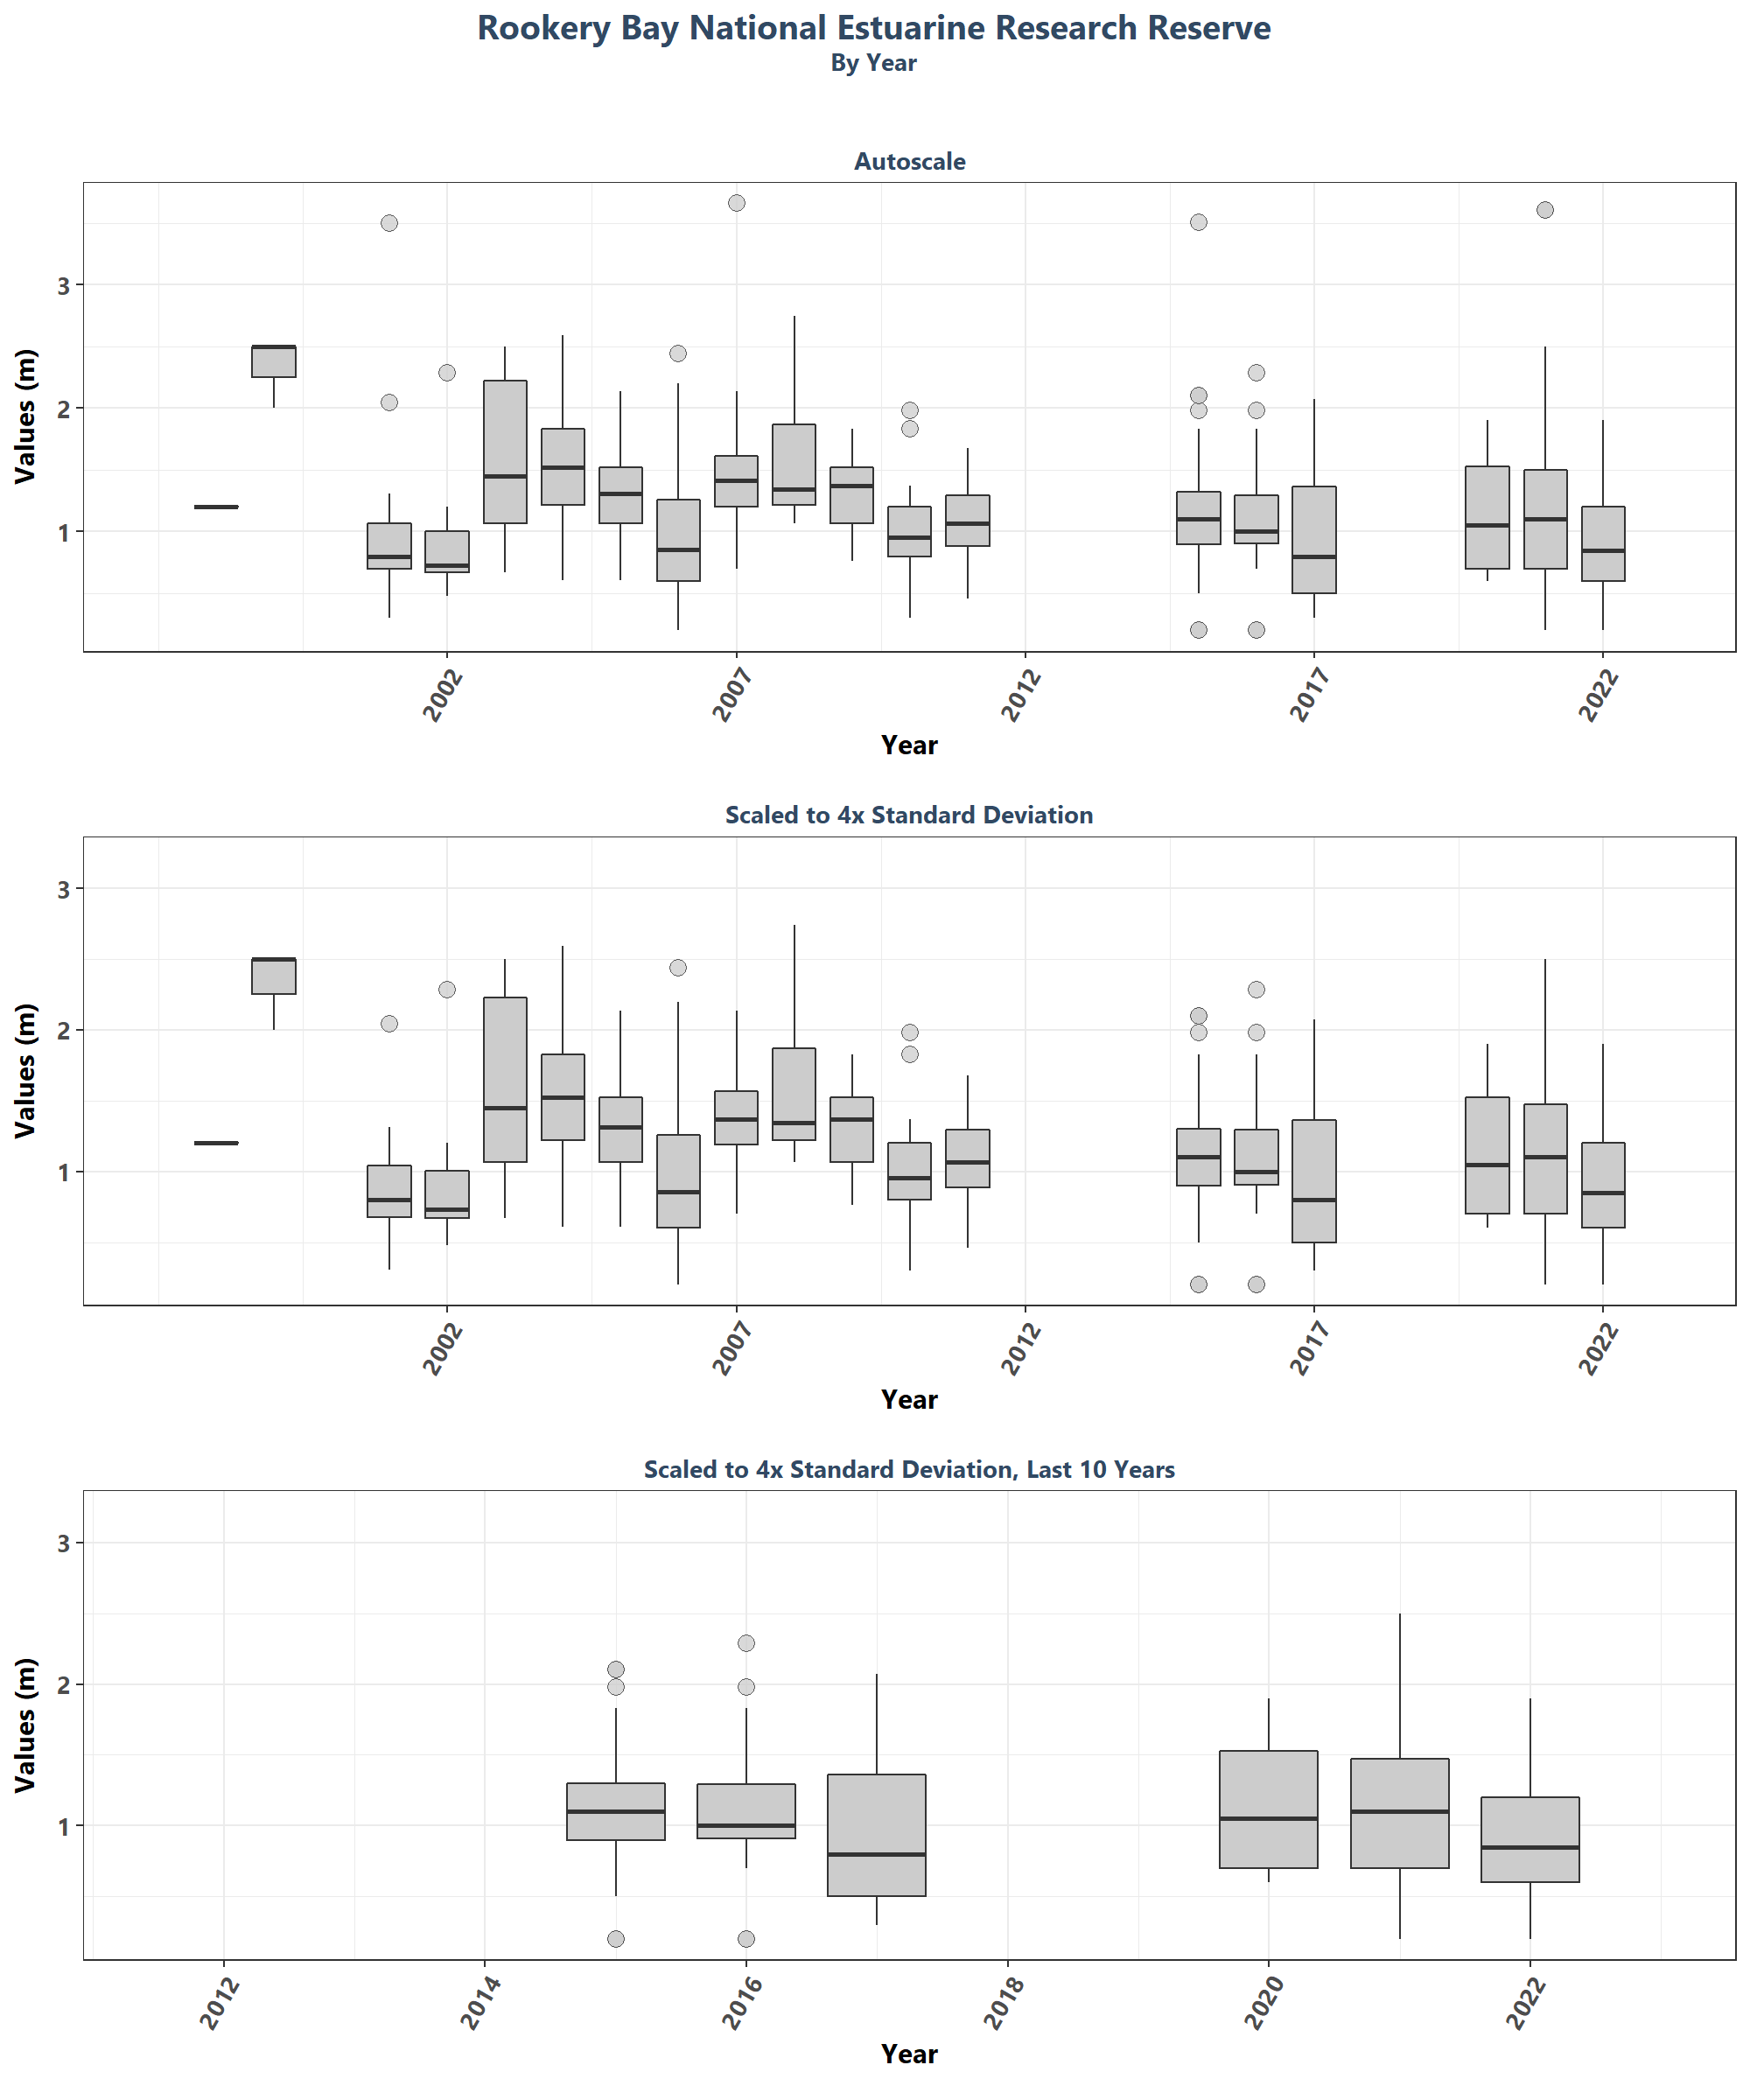 Rookery Bay National Estuarine Research Reserve
By Year
Autoscale
Values (m)
3
2
1
2002 2007 2012 2017 2022
Year
Scaled to 4x Standard Deviation
Values (m)
3
2
1
2002 2007 2012 2017 2022
Year
Scaled to 4x Standard Deviation, Last 10 Years
Values (m)
3
2
1
2012 2014 2016 2018 2020 2022
Year